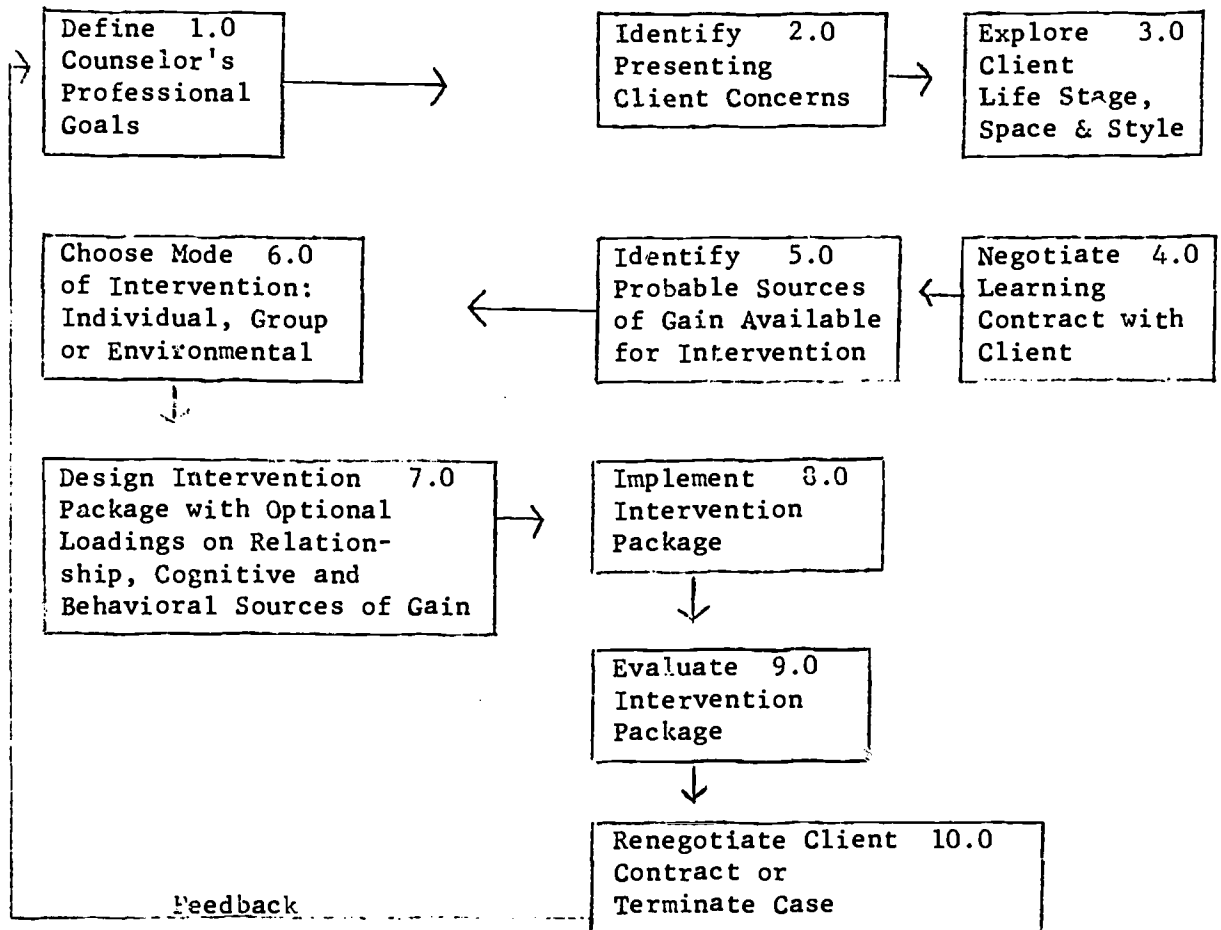 Define 1.0
Counselor's
Professional
Goals
Identify 2.0
Presenting
Client Concerns
Explore 3.0
Client
Life Stage,
Space & Style
Negotiate 4.0
Learning
Contract with
Client
Identify 5.0
Probable Sources
of Gain Available
for Intervention
Choose Mode 6.0
of Intervention:
Individual, Group
or Environmental
Design Intervention 7.0
Package with Optional
Loadings on Relation-
ship, Cognitive and
Behavioral Sources of Gain
Implement 8.0
Intervention
Package
Evaluate 9.0
Intervention
Package
Renegotiate Client 10.0
Contract or
Terminate Case
Feedback